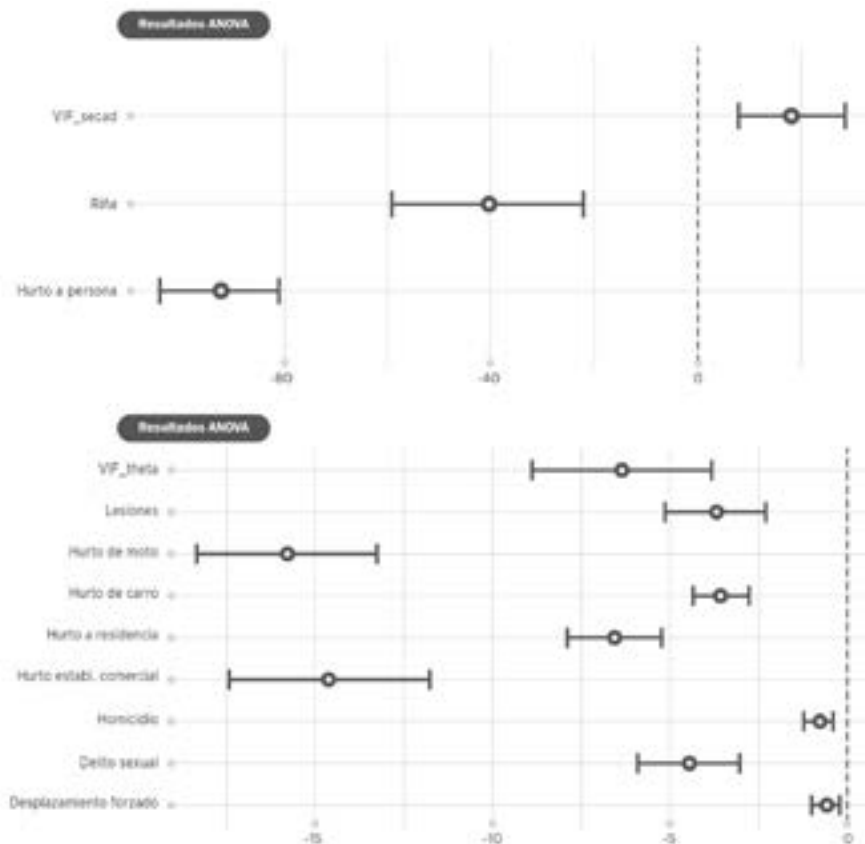 Resultados ANOVA
VIF_secad
Riña
Hurto a persona
-80
-40
0
Resultados ANOVA
VIF_theta
Lesiones
Hurto de moto
Hurto de carro
Hurto a residencia
Hurto establ. comercial
Homicidio
Delito sexual
Desplazamiento forzado
-15
-10
-5
0